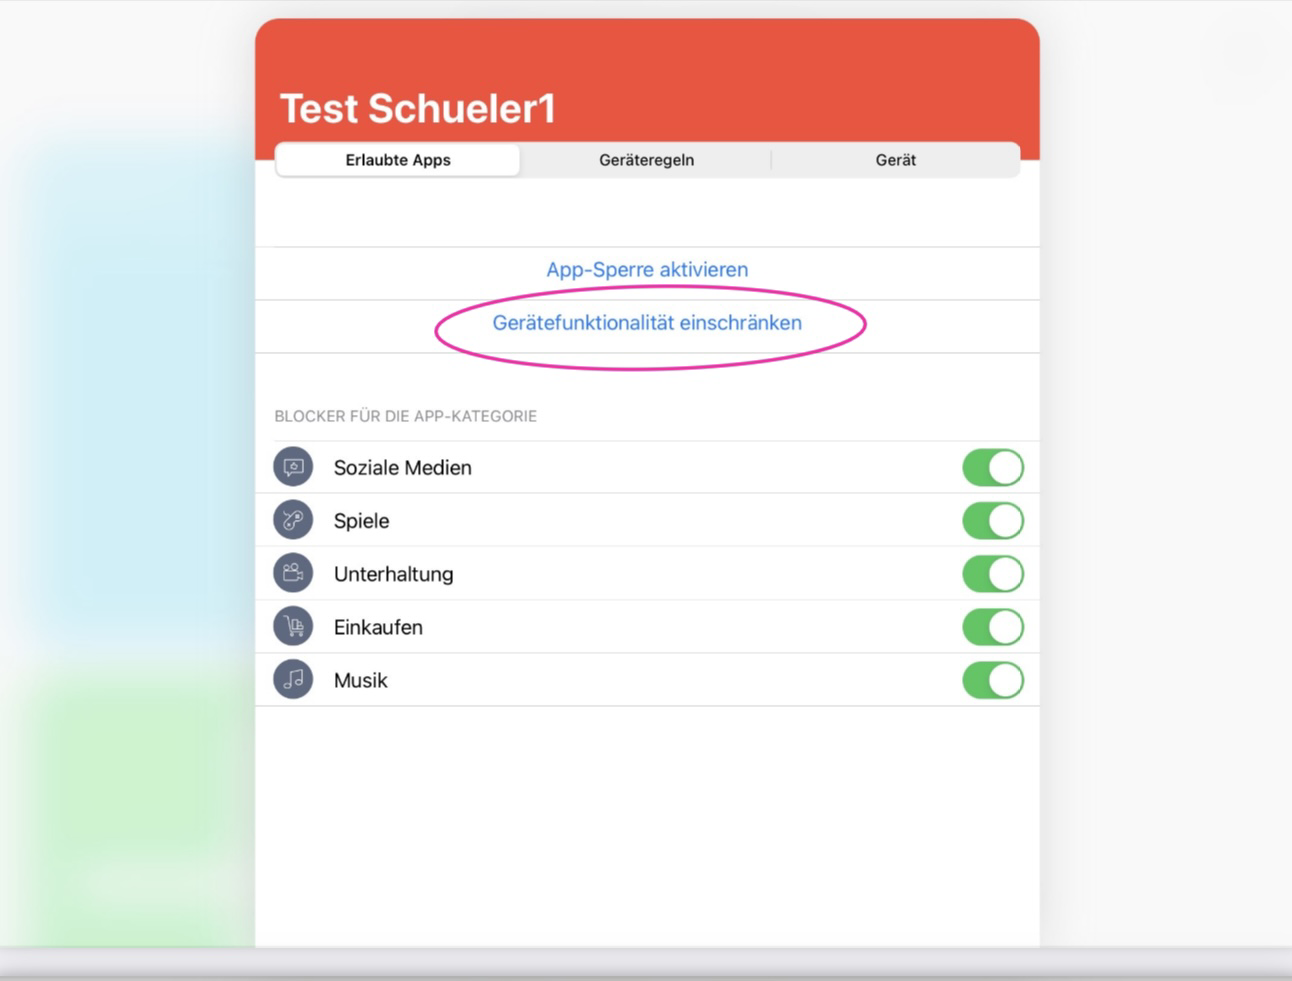 Test Schueler1
Erlaubte Apps
Geräteregeln
Gerät
App-Sperre aktivieren
Gerätefunktionalität einschränken
BLOCKER FÜR DIE APP-KATEGORIE
Soziale Medien
Spiele
Unterhaltung
Einkaufen
Musik